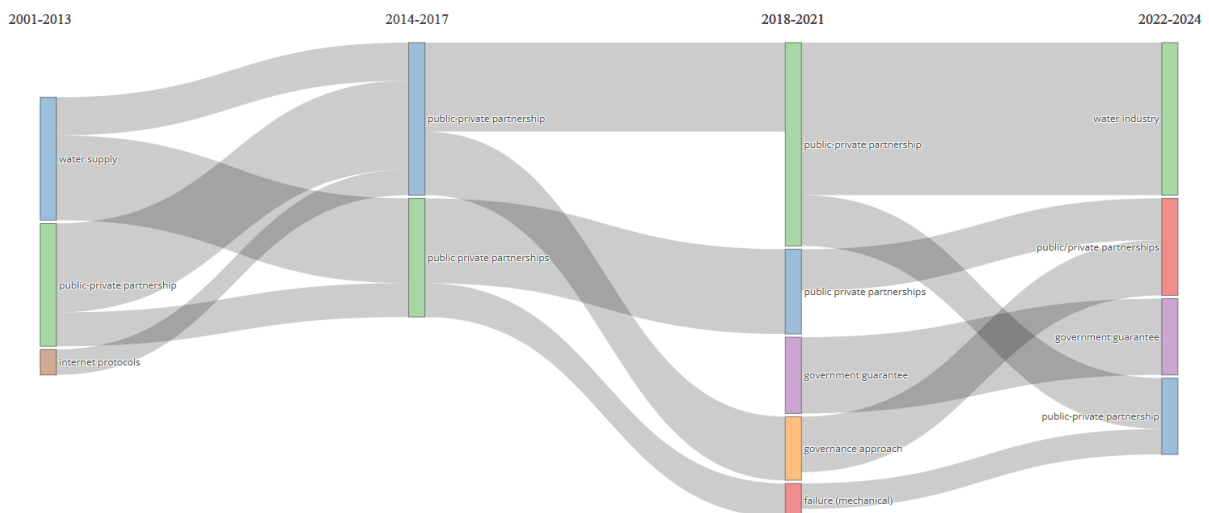 2001-2013
2014-2017
2018-2021
2022-2024
water supply
public-private partnership
internet protocols
public-private partnership
public private partnerships
public-private partnership
public private partnerships
government guarantee
governance approach
failure (mechanical)
water industry
public/private partnerships
government guarantee
public-private partnership